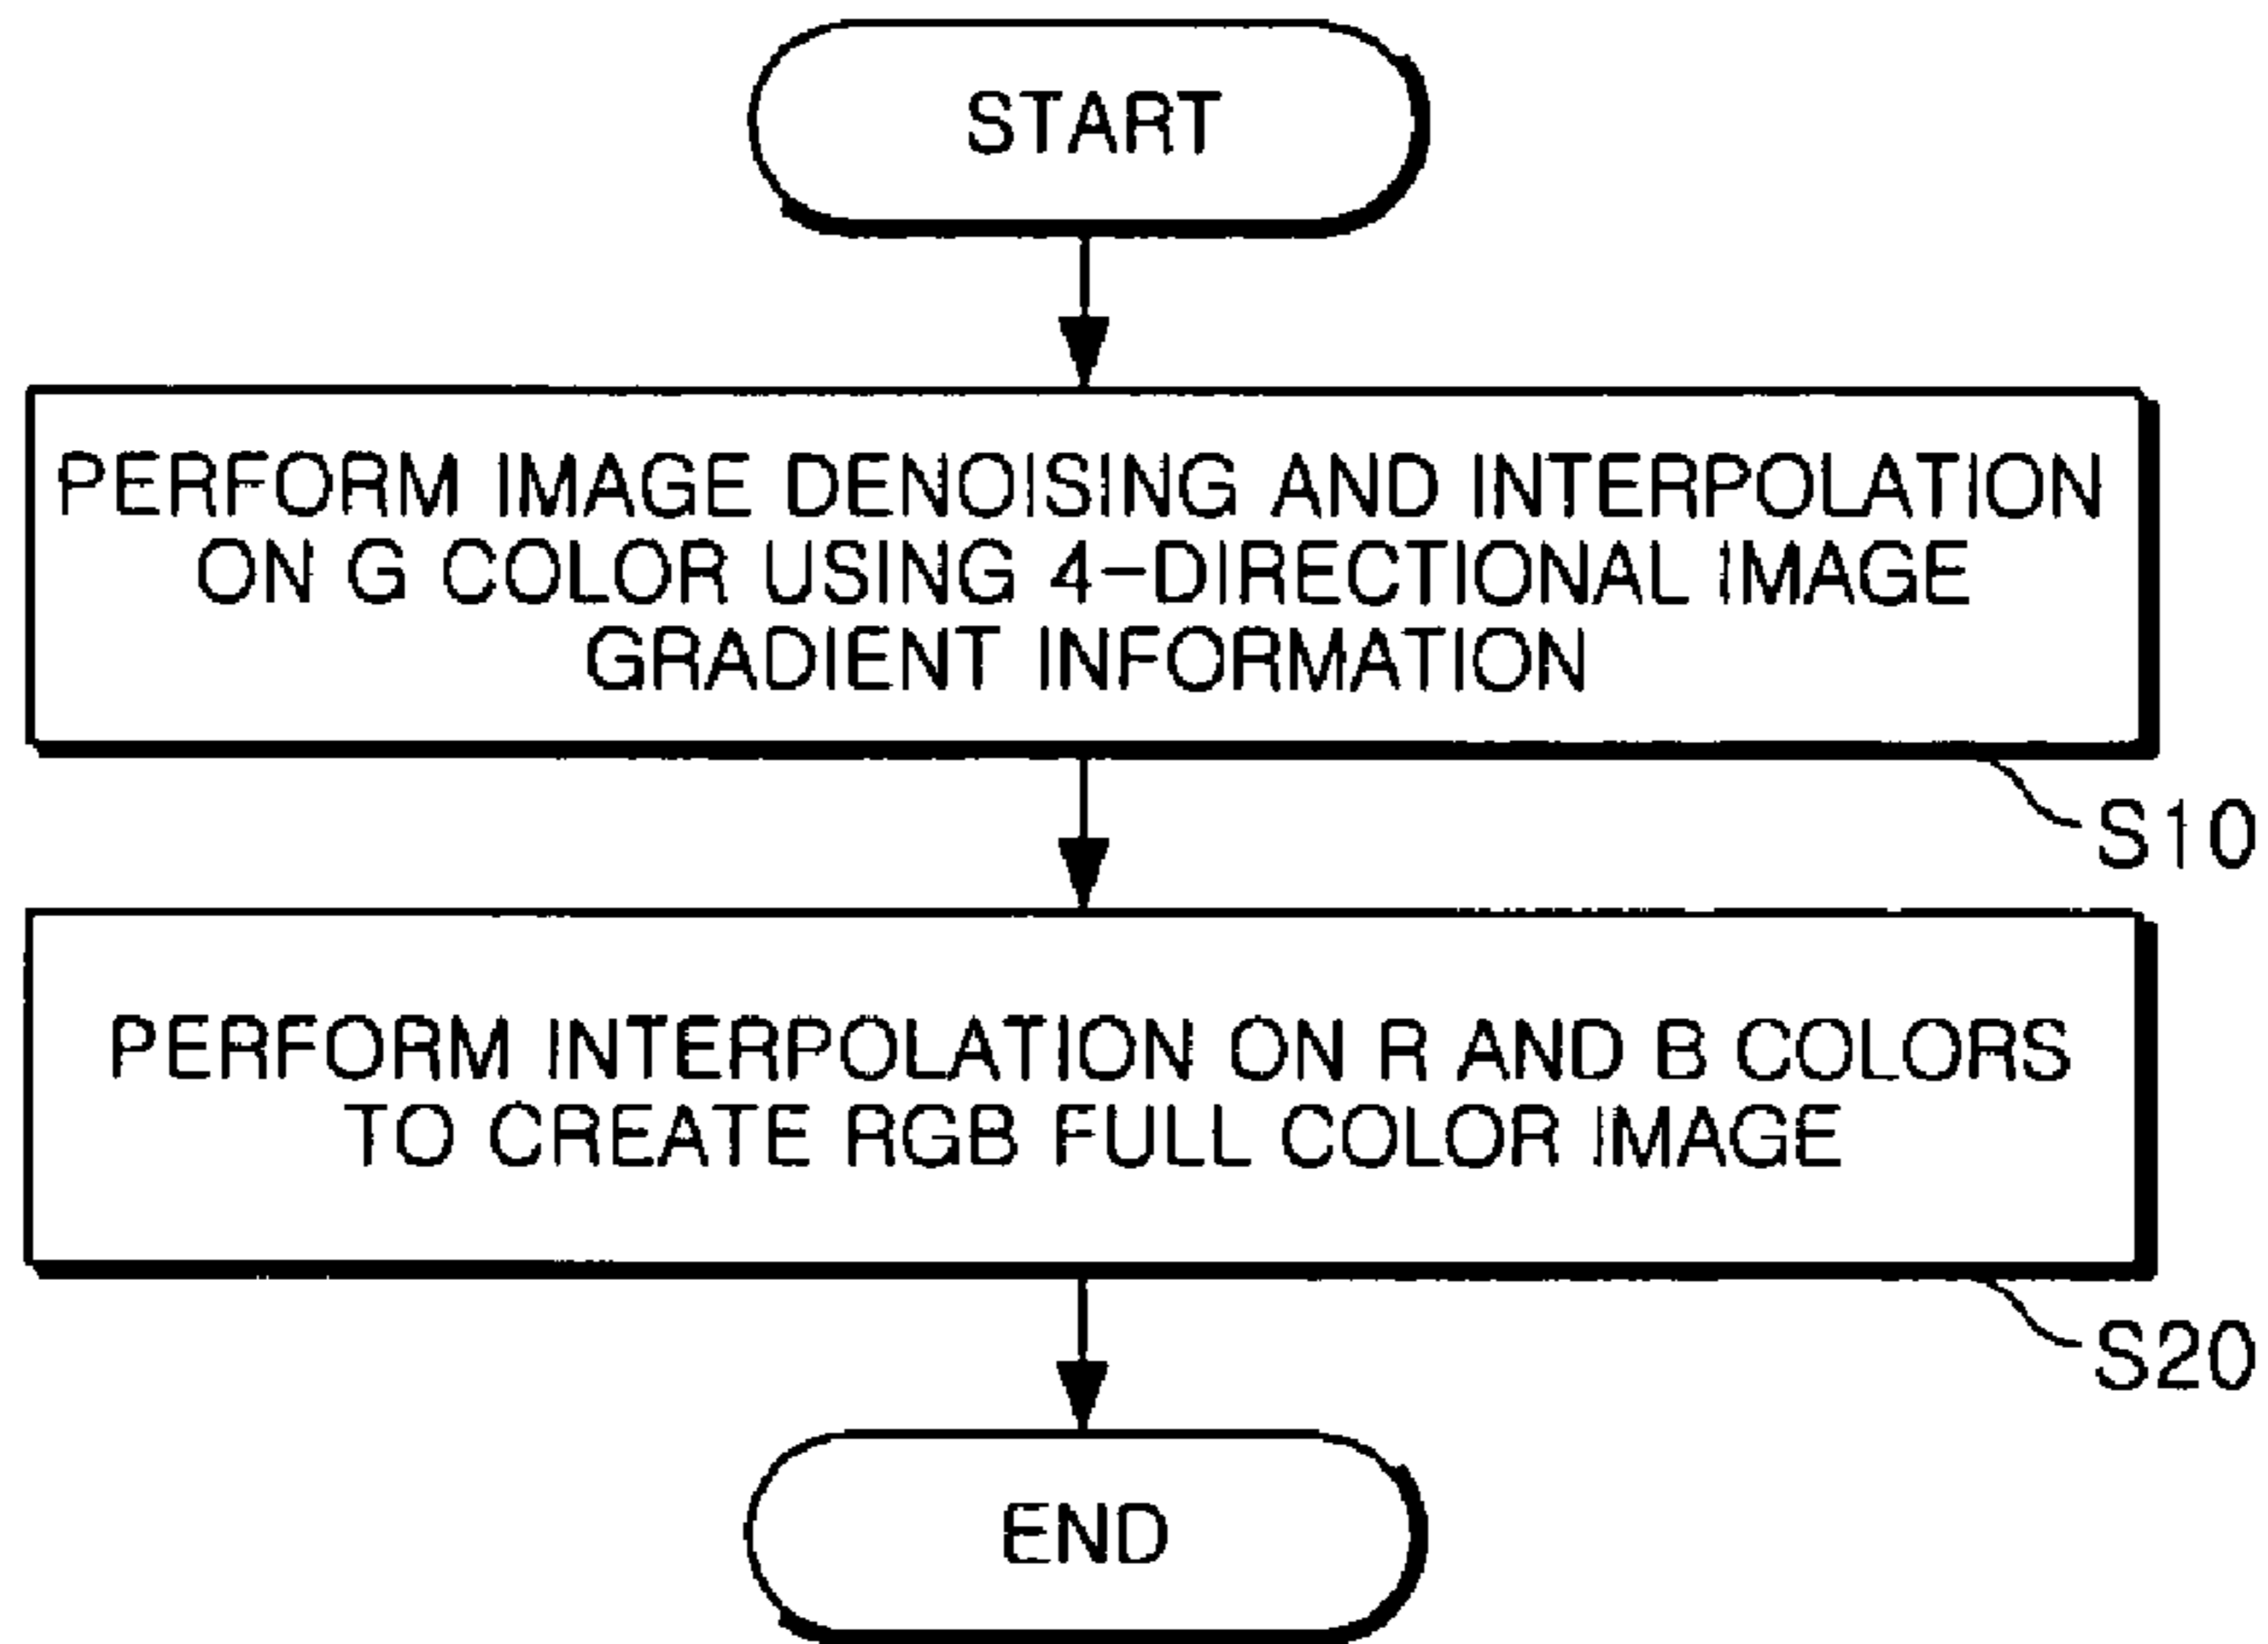 START
PERFORM IMAGE DENOISING AND INTERPOLATION
ON G COLOR USING 4-DIRECTIONAL IMAGE
GRADIENT INFORMATION
S10
PERFORM INTERPOLATION ON R AND B COLORS
TO CREATE RGB FULL COLOR IMAGE
S20
END